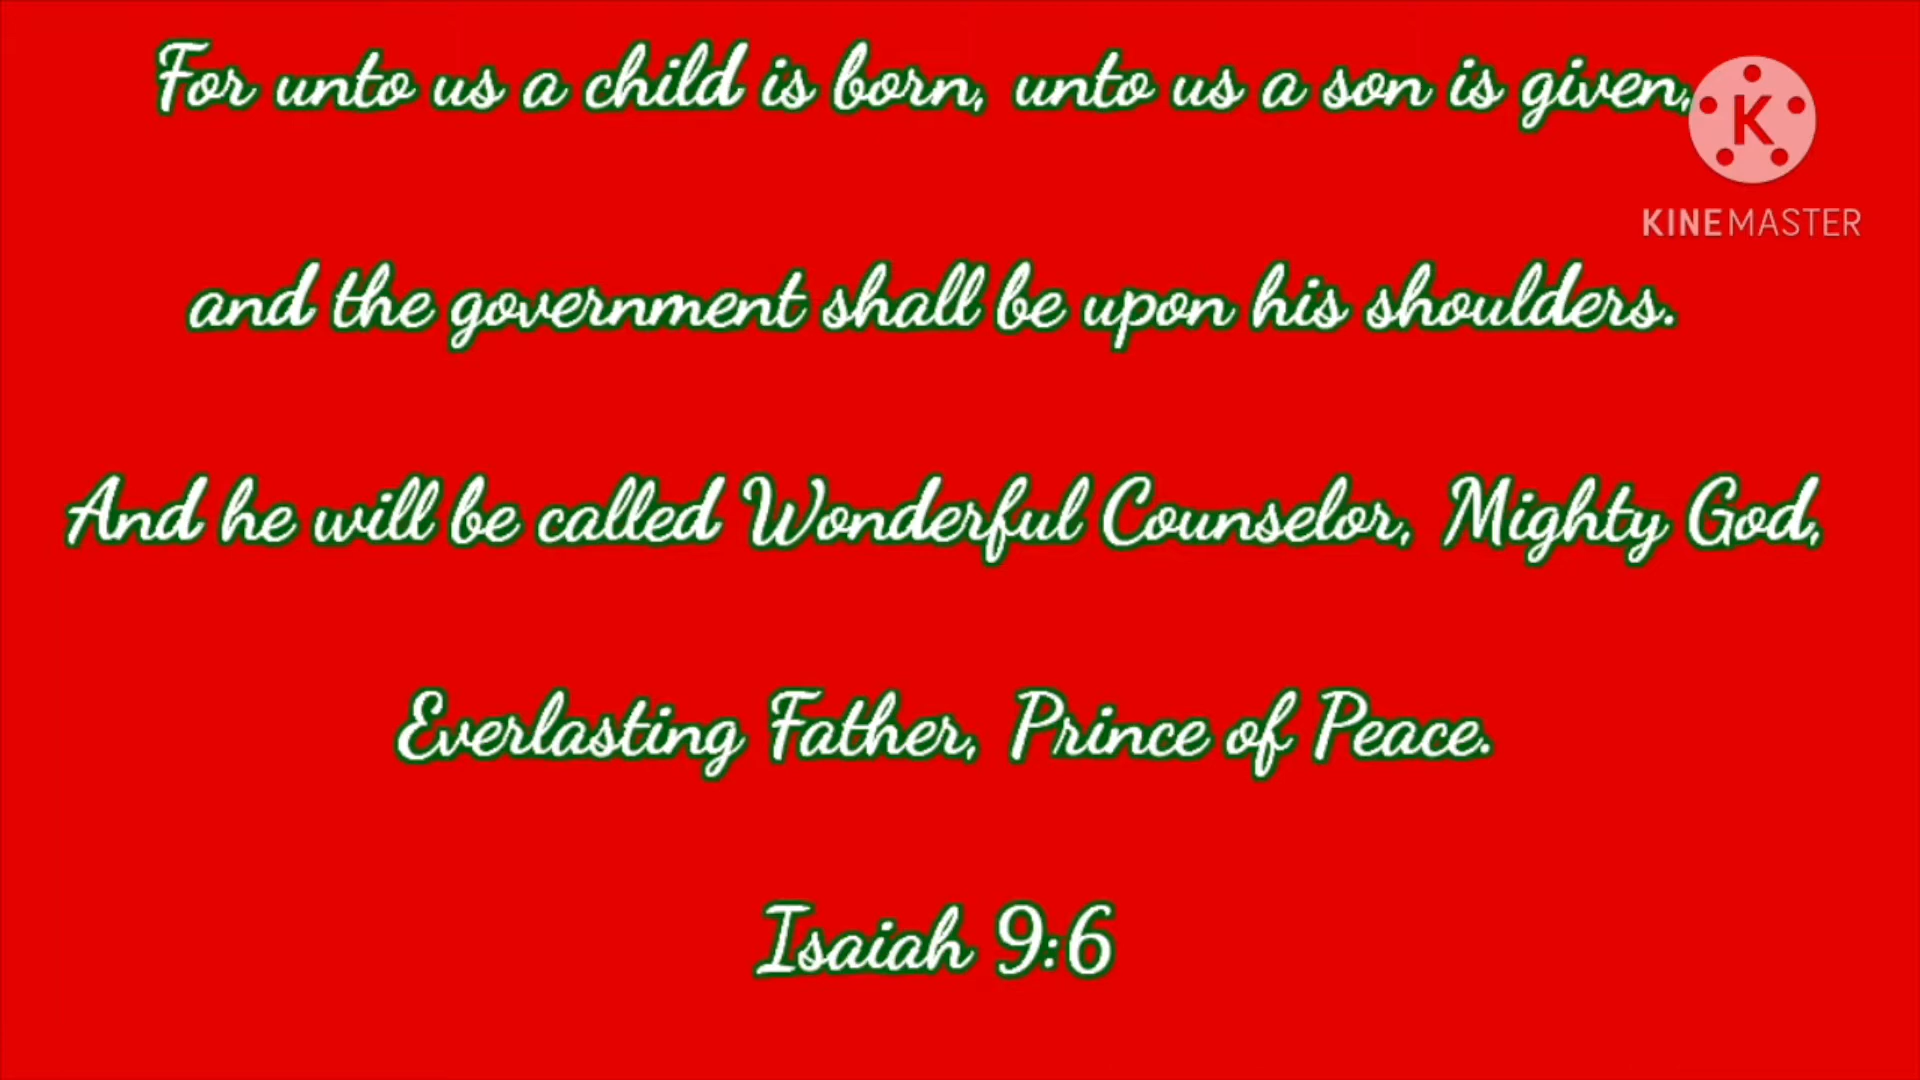 For unto us a child is born, unto us a son is given,
K
KINEMASTER
and the government shall be upon his shoulders.
And he will be called Wonderful Counselor, Mighty God,
Everlasting Father, Prince of Peace.
Isaiah 9:6